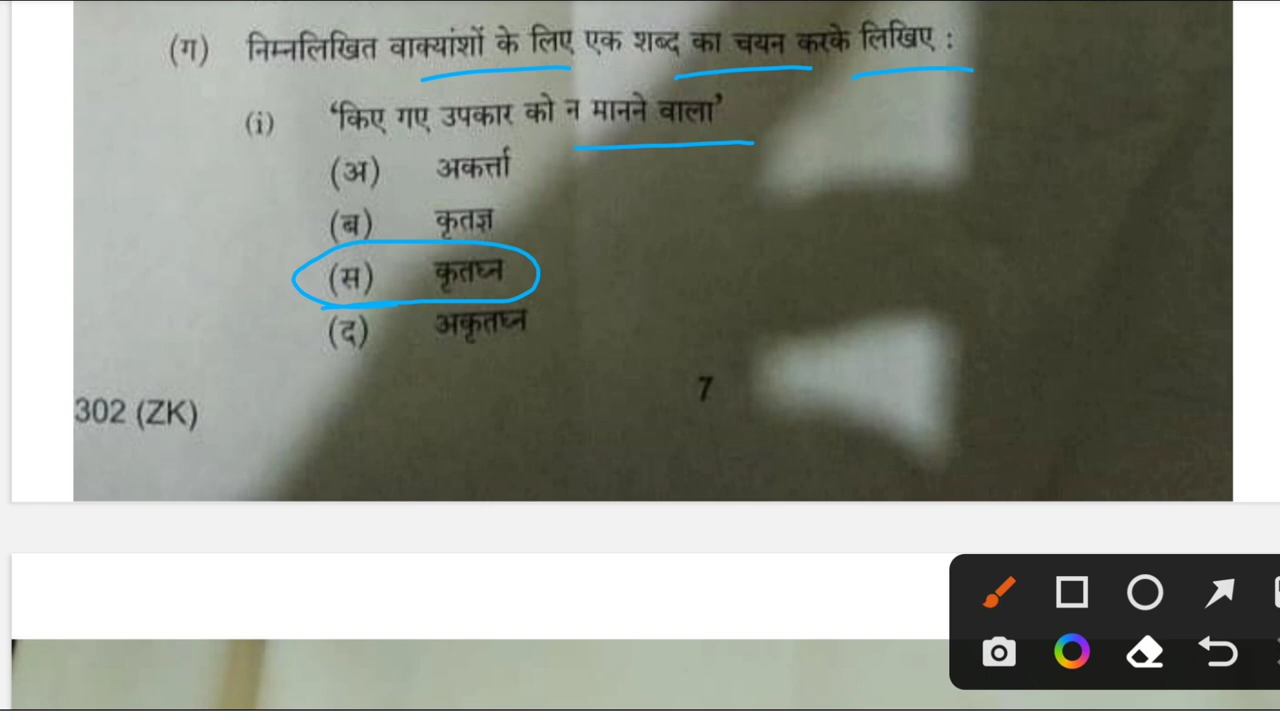 (ग) निम्नलिखित वाक्यांशों के लिए एक शब्द का चयन करके लिखिए :
(i) ‘किए गए उपकार को न मानने वाला’
(अ) अकर्त्ता
(ब) कृतज्ञ
(स) कृतघ्न
(द) अकृतघ्न
302 (ZK) 7